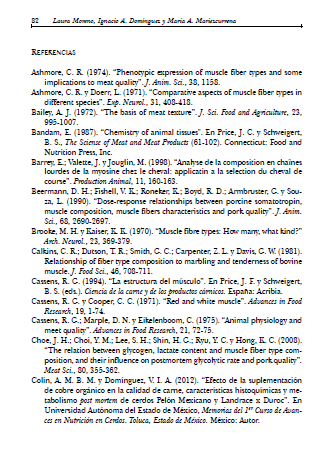 82 Laura Moreno, Ignacio A. Domínguez y María A. Mariezcurrena
REFERENCIAS
Ashmore, C. R. (1974). “Phenotypic expression of muscle fiber types and some
implications to meat quality”. J. Anim. Sci., 38, 1158.
Ashmore, C. R. y Doerr, L. (1971). “Comparative aspects of muscle fiber types in
different species”. Exp. Neurol., 31, 408-418.
Bailey, A. J. (1972). “The basis of meat texture”. J. Sci. Food and Agriculture, 23,
995-1007.
Bandam, E. (1987). “Chemistry of animal tissues”. En Price, J. C. y Schweigert,
B. S., The Science of Meat and Meat Products (61-102). Connecticut: Food and
Nutrition Press, Inc.
Barrey, E.; Valette, J. y Jouglin, M. (1998). “Analyse de la composition en chaines
lourdes de la myosine chez le cheval: applicatin a la selection du cheval de
course”. Production Animal, 11, 160-163.
Beermann, D. H.; Fishell, V. K.; Roneker, K.; Boyd, R. D.; Armbruster, G. y Sou-
za, L. (1990). “Dose-response relationships between porcine somatotropin,
muscle composition, muscle fibers characteristics and pork quality”. J. Anim.
Sci., 68, 2690-2697.
Brooke, M. H. y Kaiser, K. K. (1970). “Muscle fibre types: How many, what kind?”
Arch. Neurol., 23, 369-379.
Calkins, C. R.; Dutson, T. R.; Smith, G. C.; Carpenter, Z. L. y Davis, G. W. (1981).
Relationship of fiber type composition to marbling and tenderness of bovine
muscle. J. Food Sci., 46, 708-711.
Cassens, R. G. (1994). “La estructura del músculo”. En Price, J. F. y Schweigert,
B. S. (eds.). Ciencia de la carne y de los productos cárnicos. España: Acribia.
Cassens, R. G. y Cooper, C. C. (1971). “Red and white muscle”. Advances in Food
Research, 19, 1-74.
Cassens, R. G.; Marple, D. N. y Eikelenboom, C. (1975). “Animal physiology and
meet quality”. Advances in Food Research, 21, 72-75.
Choe, J. H.; Choi, Y. M.; Lee, S. H.; Shin, H. G.; Ryu, Y. C. y Hong, K. C. (2008).
“The relation between glycogen, lactate content and muscle fiber type com-
position, and their influence on postmortem glycolytic rate and pork quality”.
Meat Sci., 80, 355-362.
Colin, A. M. B. M. y Domínguez, V. I. A. (2012). “Efecto de la suplementación
de cobre orgánico en la calidad de carne, características histoquímicas y me-
tabolismo post mortem de cerdos Pelón Mexicano y Landrace x Duroc”. En
Universidad Autónoma del Estado de México, Memorias del 1er Curso de Avan-
ces en Nutrición en Cerdos. Toluca, Estado de México. México: Autor.